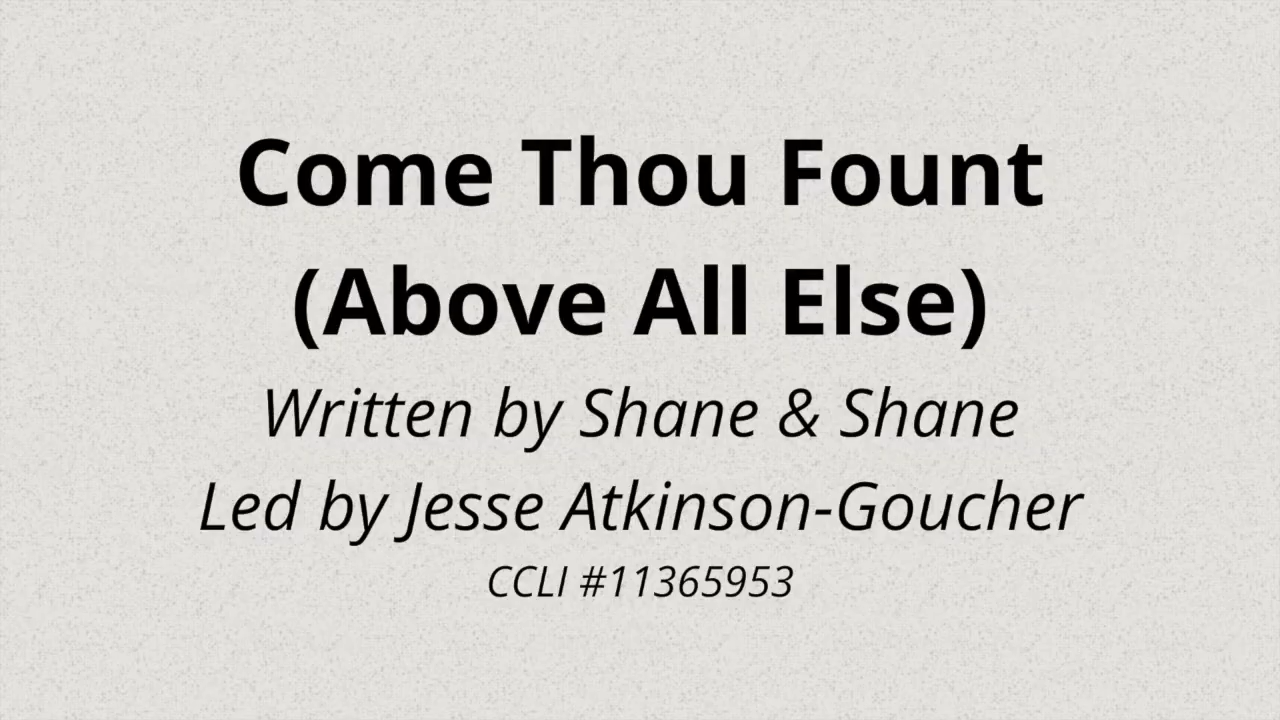 Come Thou Fount
(Above All Else)
Written by Shane & Shane
Led by Jesse Atkinson-Goucher
CCLI #11365953